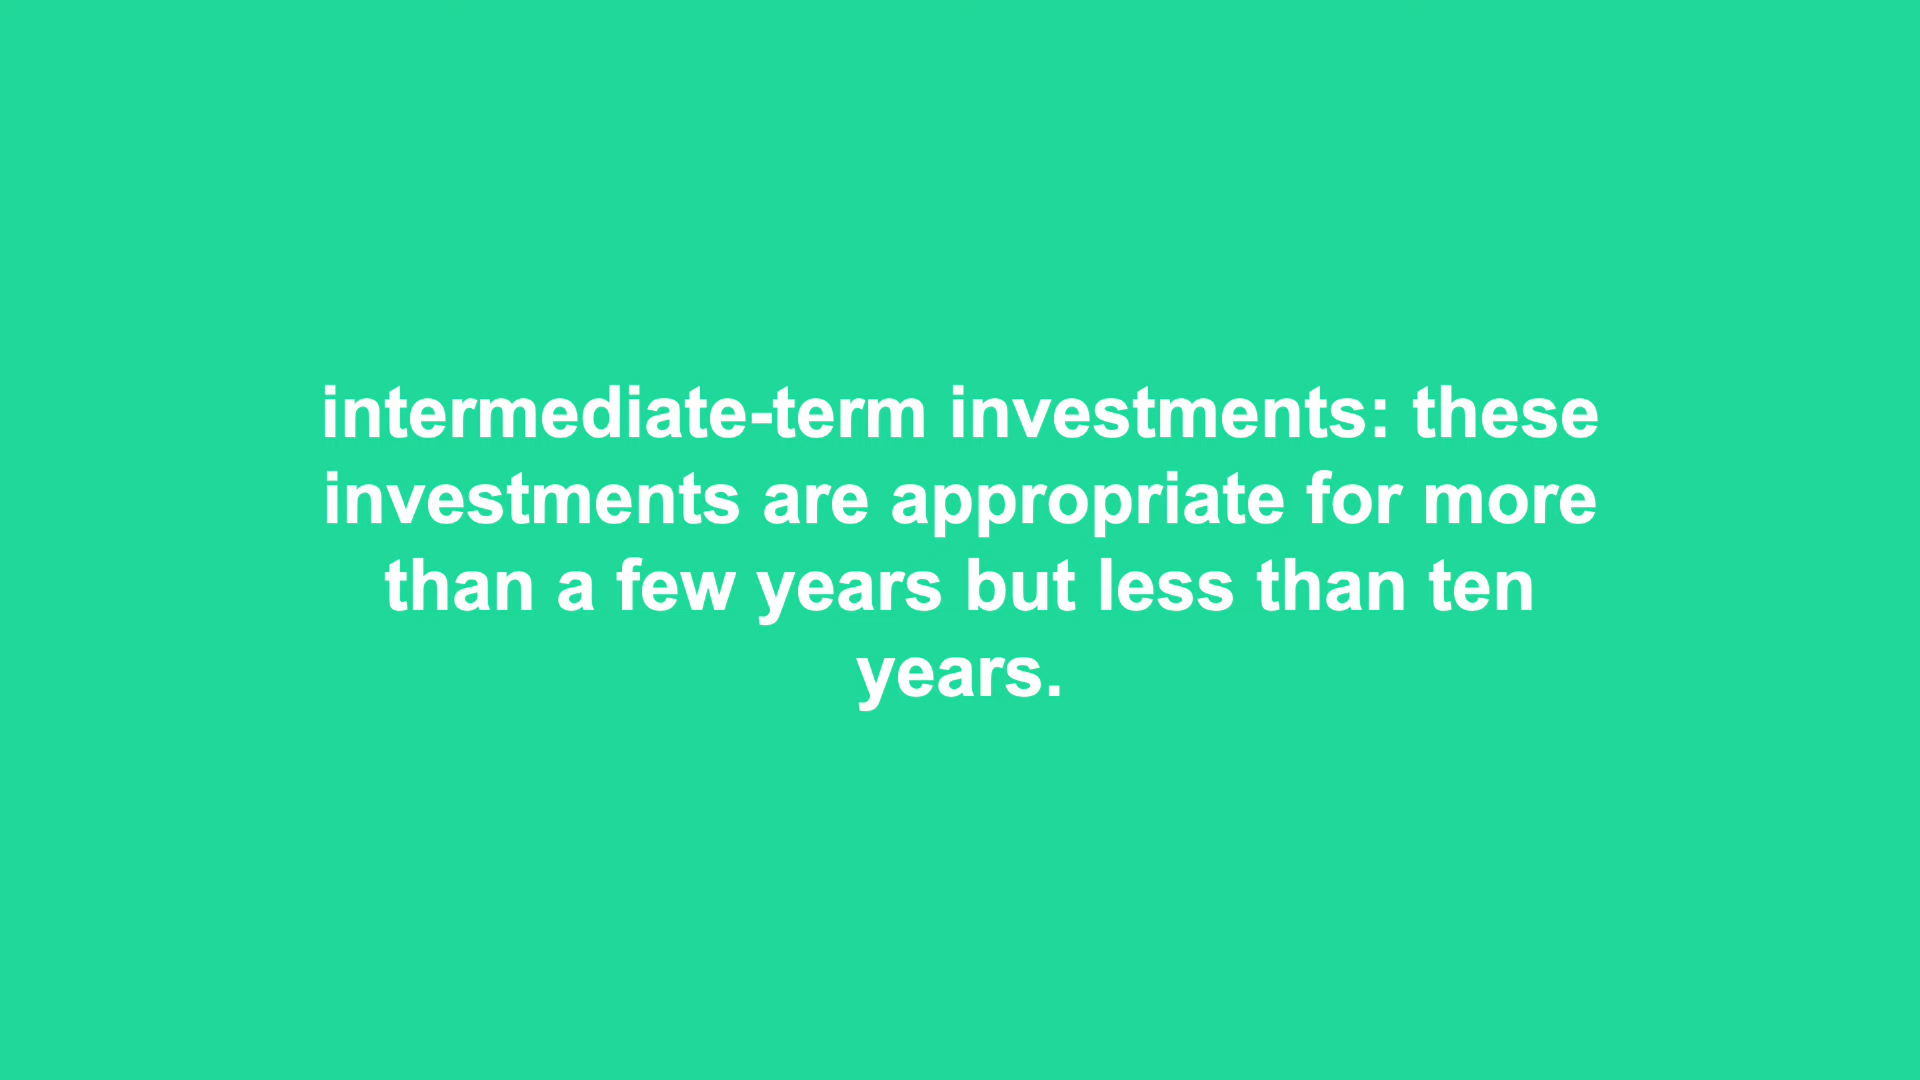 intermediate-term investments: these
investments are appropriate for more
than a few years but less than ten
years.